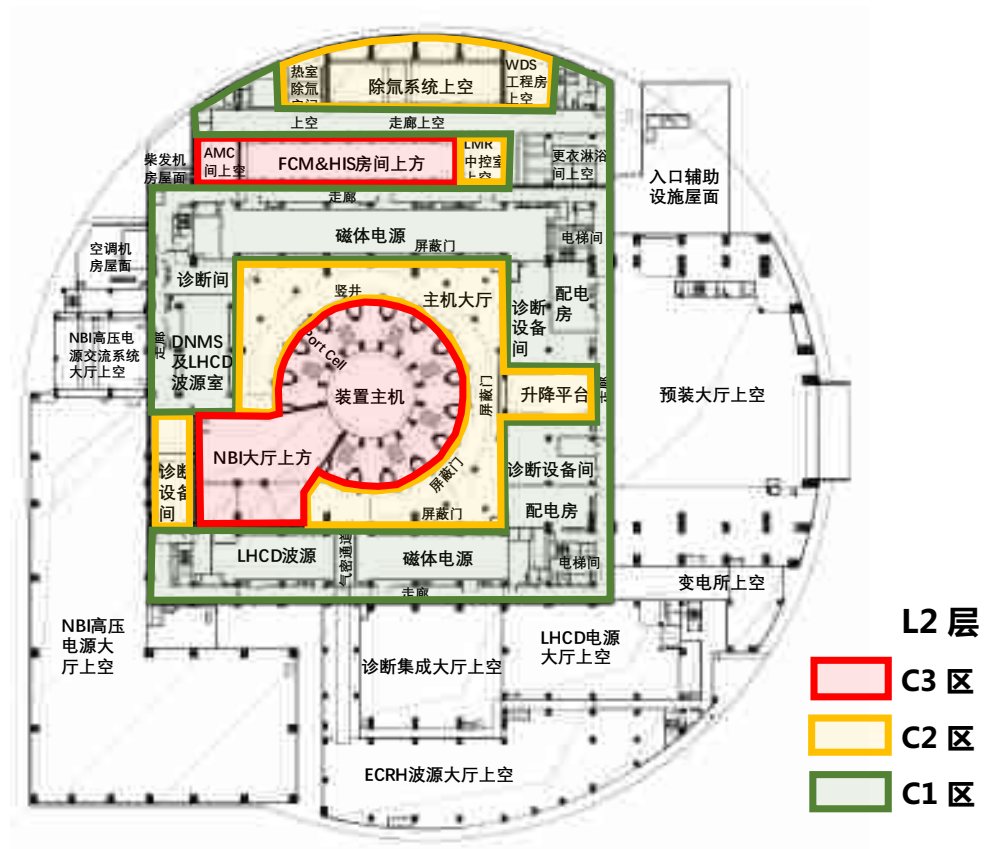 热室
除氚
除氚系统上空
WDS
工程房
上空
上空
走廊上空
柴发机
房屋面
AMC
间上空
FCM&HIS房间上方
LMR
中控室
上空
更衣淋浴
间上空
入口辅助
设施屋面
走廊
磁体电源
屏蔽门
电梯间
空调机
房屋面
诊断间
竖井
主机大厅
诊断
设备
间
配电
房
NBI高压电
源交流系统
大厅上空
走廊
DNMS
及LHCD
波源室
Port Cell
装置主机
屏蔽门
升降平台
走廊
预装大厅上空
NBI大厅上方
诊断
设备
间
屏蔽门
诊断设备间
屏蔽门
配电房
LHCD波源
气密通道
磁体电源
电梯间
走廊
变电所上空
NBI高压
电源大
厅上空
诊断集成大厅上空
LHCD电源
大厅上空
ECRH波源大厅上空
L2 层
C3 区
C2 区
C1 区